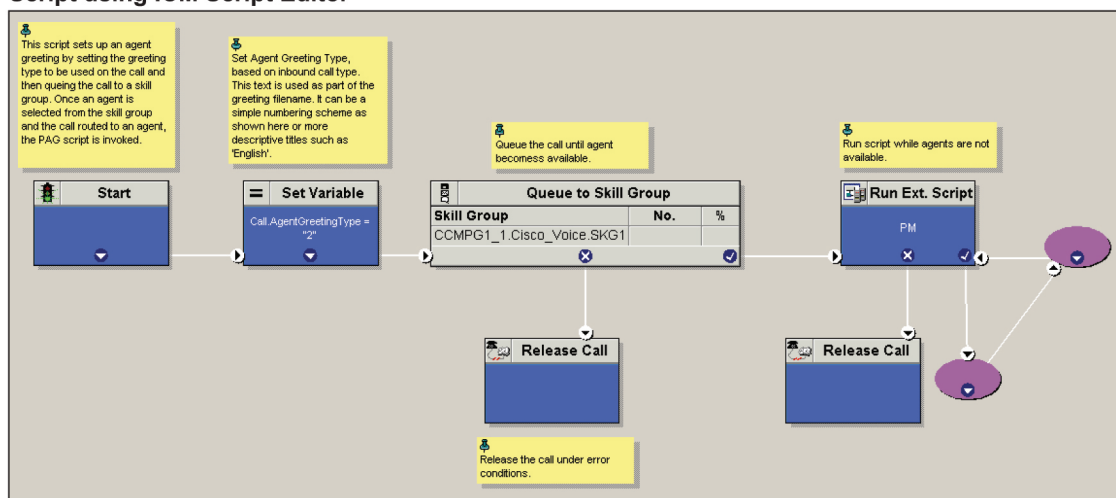 Script using ICM Script Editor
This script sets up an agent
greeting by setting the greeting
type to be used on the call and
then queing the call to a skill
group. Once an agent is
selected from the skill group
and the call routed to an agent,
the PAG script is invoked.
Set Agent Greeting Type,
based on inbound call type.
This text is used as part of the
greeting filename. It can be a
simple numbering scheme as
shown here or more
descriptive titles such as
'English'.
Queue the call until agent
becomess available.
Run script while agents are not
available.
Start
= Set Variable
Call.AgentGreetingType =
"2"
Queue to Skill Group
Skill Group No. %
CCMPG1_1.Cisco_Voice.SKG1
Run Ext. Script
PM
Release Call
Release Call
Release the call under error
conditions.